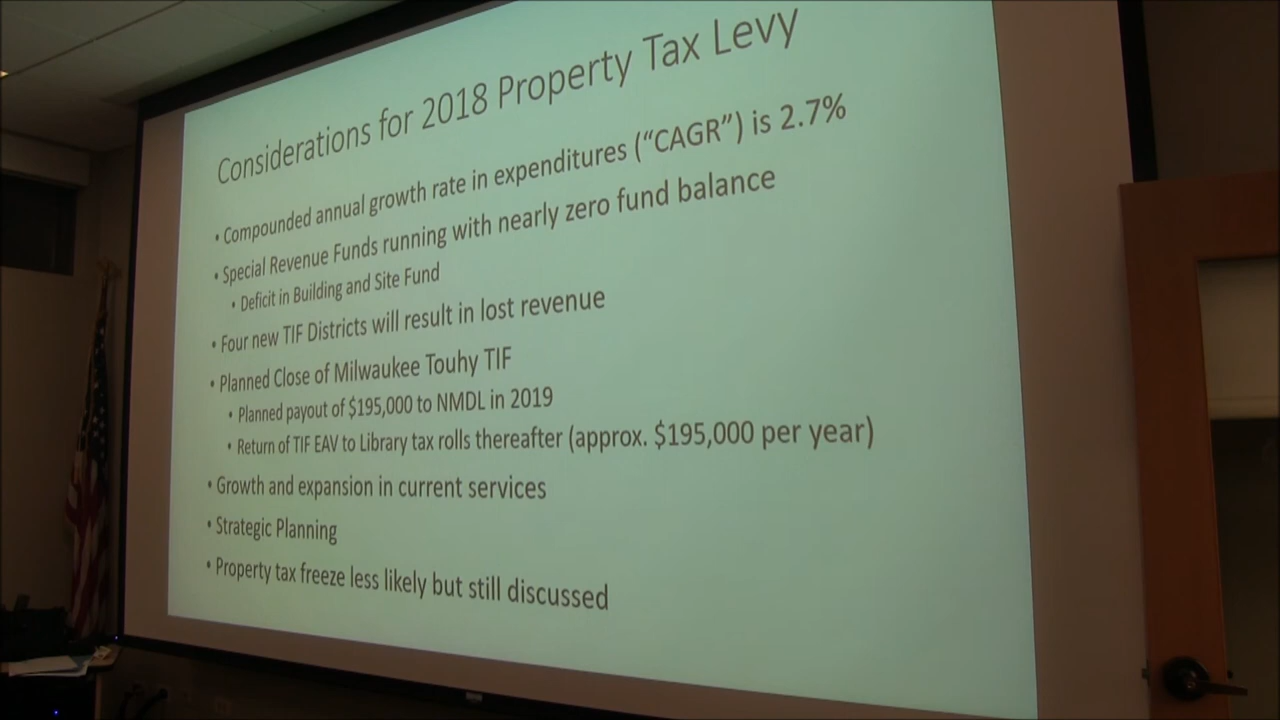 Considerations for 2018 Property Tax Levy
• Compounded annual growth rate in expenditures (“CAGR”) is 2.7%
• Special Revenue Funds running with nearly zero fund balance
• Deficit in Building and Site Fund
• Four new TIF Districts will result in lost revenue
• Planned Close of Milwaukee Touhy TIF
• Planned payout of $195,000 to NMDL in 2019
• Return of TIF EAV to Library tax rolls thereafter (approx. $195,000 per year)
• Growth and expansion in current services
• Strategic Planning
• Property tax freeze less likely but still discussed